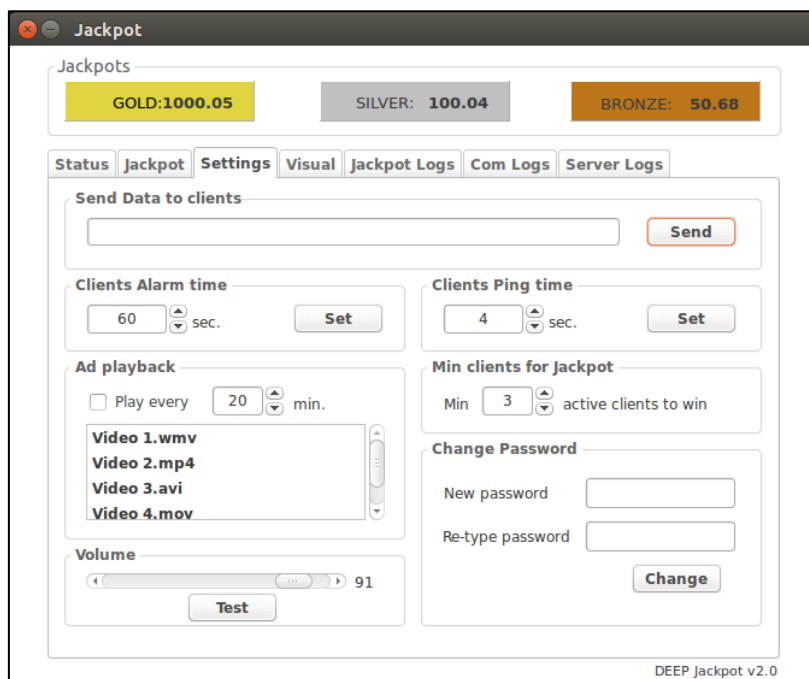 Jackpot
Jackpots
GOLD:1000.05
SILVER: 100.04
BRONZE: 50.68
Status Jackpot Settings Visual Jackpot Logs Com Logs Server Logs
Send Data to clients
Send
Clients Alarm time
60 sec. Set
Clients Ping time
4 sec. Set
Ad playback
Play every 20 min.
Video 1.wmv
Video 2.mp4
Video 3.avi
Video 4.mov
Min clients for Jackpot
Min 3 active clients to win
Change Password
New password
Re-type password
Change
Volume
91
Test
DEEP Jackpot v2.0